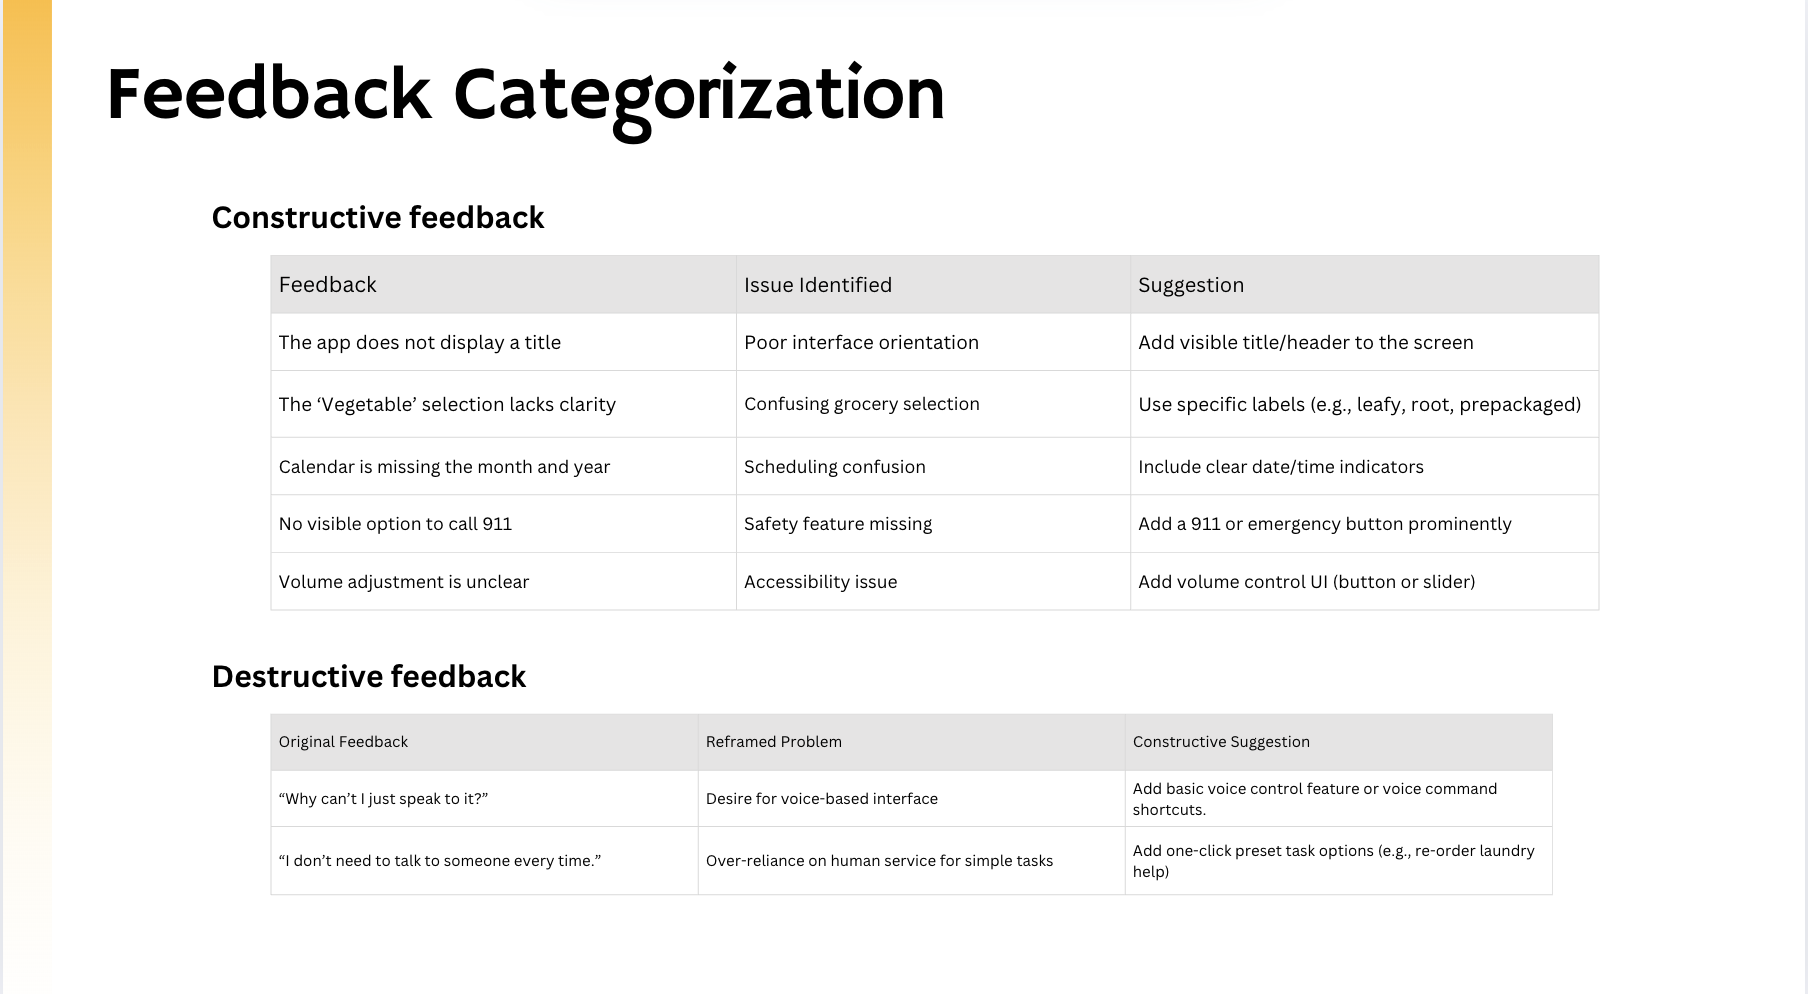 Feedback Categorization
Constructive feedback
Feedback Issue Identified Suggestion
The app does not display a title Poor interface orientation Add visible title/header to the screen
The ‘Vegetable’ selection lacks clarity Confusing grocery selection Use specific labels (e.g., leafy, root, prepackaged)
Calendar is missing the month and year Scheduling confusion Include clear date/time indicators
No visible option to call 911 Safety feature missing Add a 911 or emergency button prominently
Volume adjustment is unclear Accessibility issue Add volume control UI (button or slider)
Destructive feedback
Original Feedback Reframed Problem Constructive Suggestion
“Why can’t I just speak to it?” Desire for voice-based interface Add basic voice control feature or voice command
shortcuts.
“I don’t need to talk to someone every time.” Over-reliance on human service for simple tasks Add one-click preset task options (e.g., re-order laundry
help)